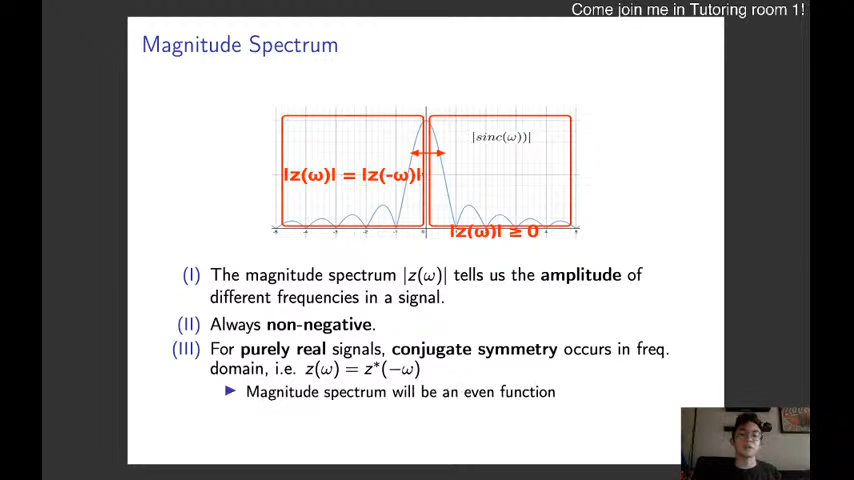 Come join me in Tutoring room 1!
Magnitude Spectrum
|sinc(ω))|
|z(ω)| = |z(-ω)|
|z(ω)| ≥ 0
(I) The magnitude spectrum |z(ω)| tells us the amplitude of
different frequencies in a signal.
(II) Always non-negative.
(III) For purely real signals, conjugate symmetry occurs in freq.
domain, i.e. z(ω) = z*(−ω)
▶ Magnitude spectrum will be an even function